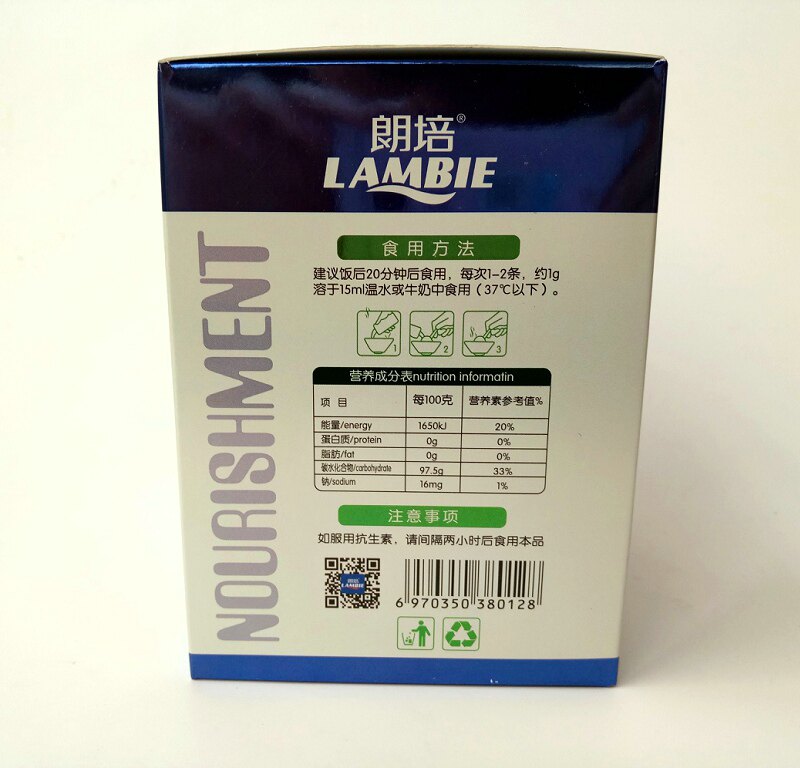 朗培®
LAMBIE
NOURISHMENT
食用方法
建议饭后20分钟后食用，每次1-2条，约1g
溶于15ml温水或牛奶中食用（37℃以下）。
1 2 3
营养成分表nutrition informatin
项目 每100克 营养素参考值%
能量/energy 1650kJ 20%
蛋白质/protein 0g 0%
脂肪/fat 0g 0%
碳水化合物/carbohydrate 97.5g 33%
钠/sodium 16mg 1%
注意事项
如服用抗生素，请间隔两小时后食用本品
朗培
LAMBIE
6 970350 380128